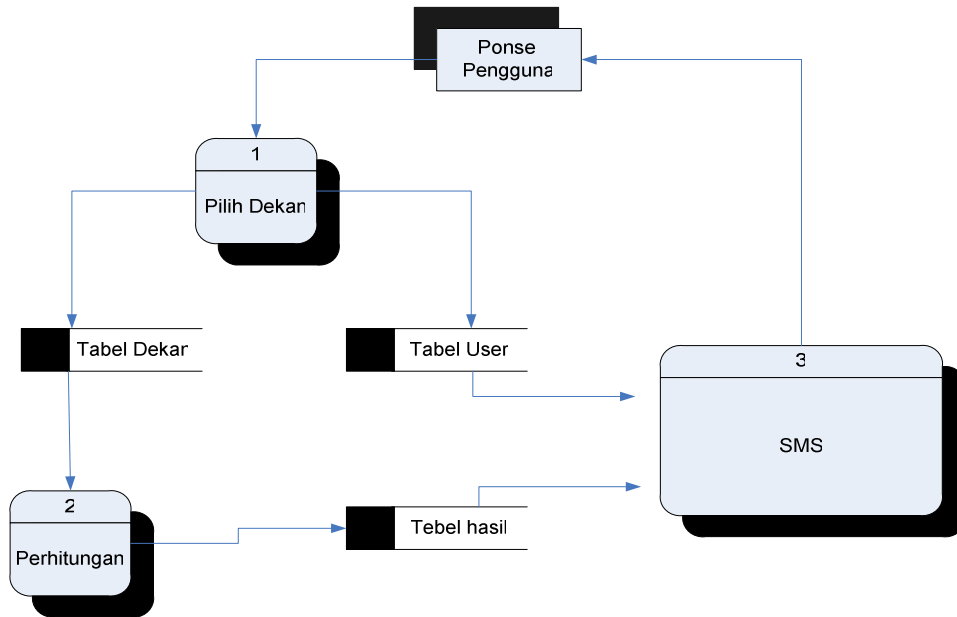 Ponse
Pengguna
1
Pilih Dekan
Tabel Dekan
Tabel User
3
SMS
2
Perhitungan
Tebel hasil